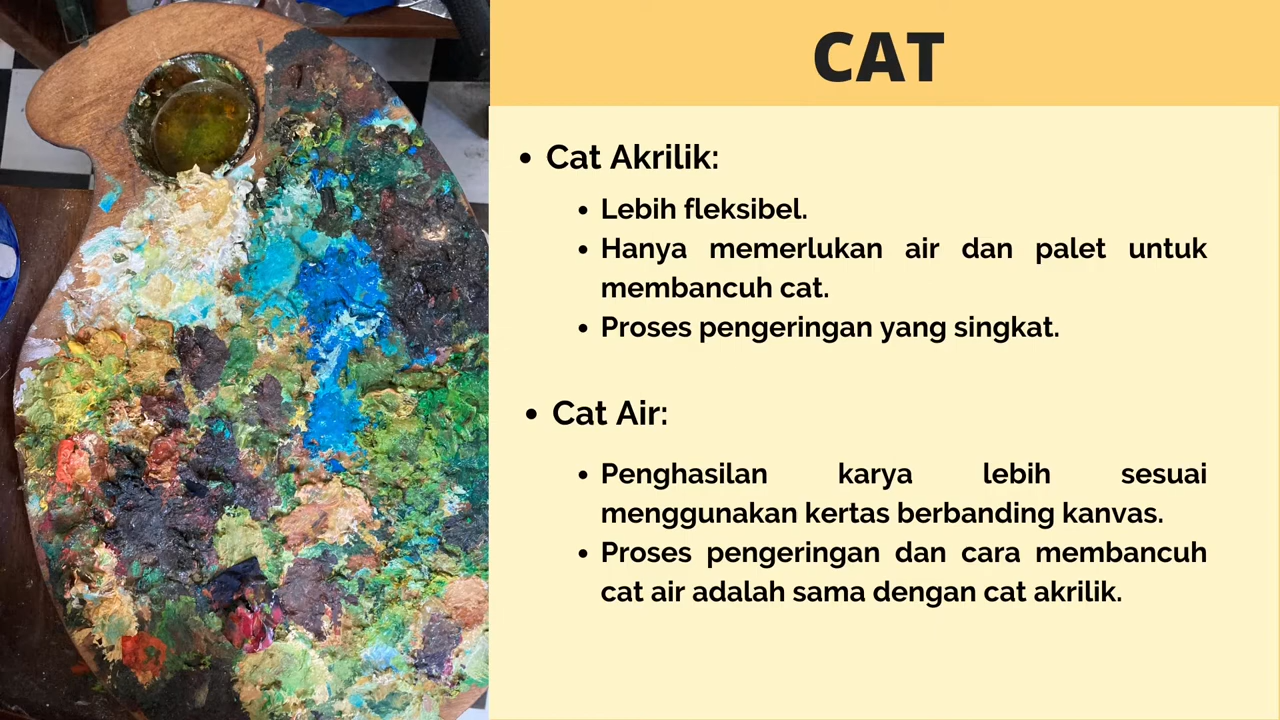 CAT
• Cat Akrilik:
• Lebih fleksibel.
• Hanya memerlukan air dan palet untuk
membancuh cat.
• Proses pengeringan yang singkat.
• Cat Air:
• Penghasilan karya lebih sesuai
menggunakan kertas berbanding kanvas.
• Proses pengeringan dan cara membancuh
cat air adalah sama dengan cat akrilik.